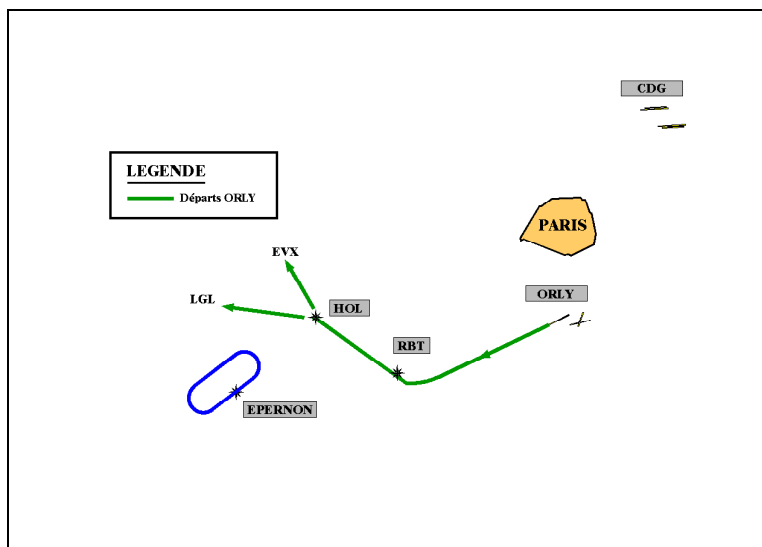 CDG
LEGENDE
Départs ORLY
PARIS
EVX
LGL
ORLY
HOL
RBT
EPERNON